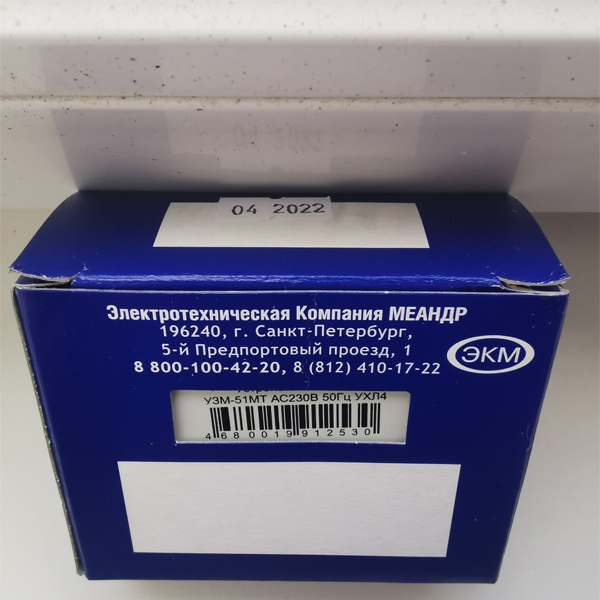 04 2022
Электротехническая Компания МЕАНДР
196240, г. Санкт-Петербург,
5-й Предпортовый проезд, 1
8 800-100-42-20, 8 (812) 410-17-22
ЭКМ
УЗМ-51МТ АС230В 50Гц УХЛ4
4680019912530